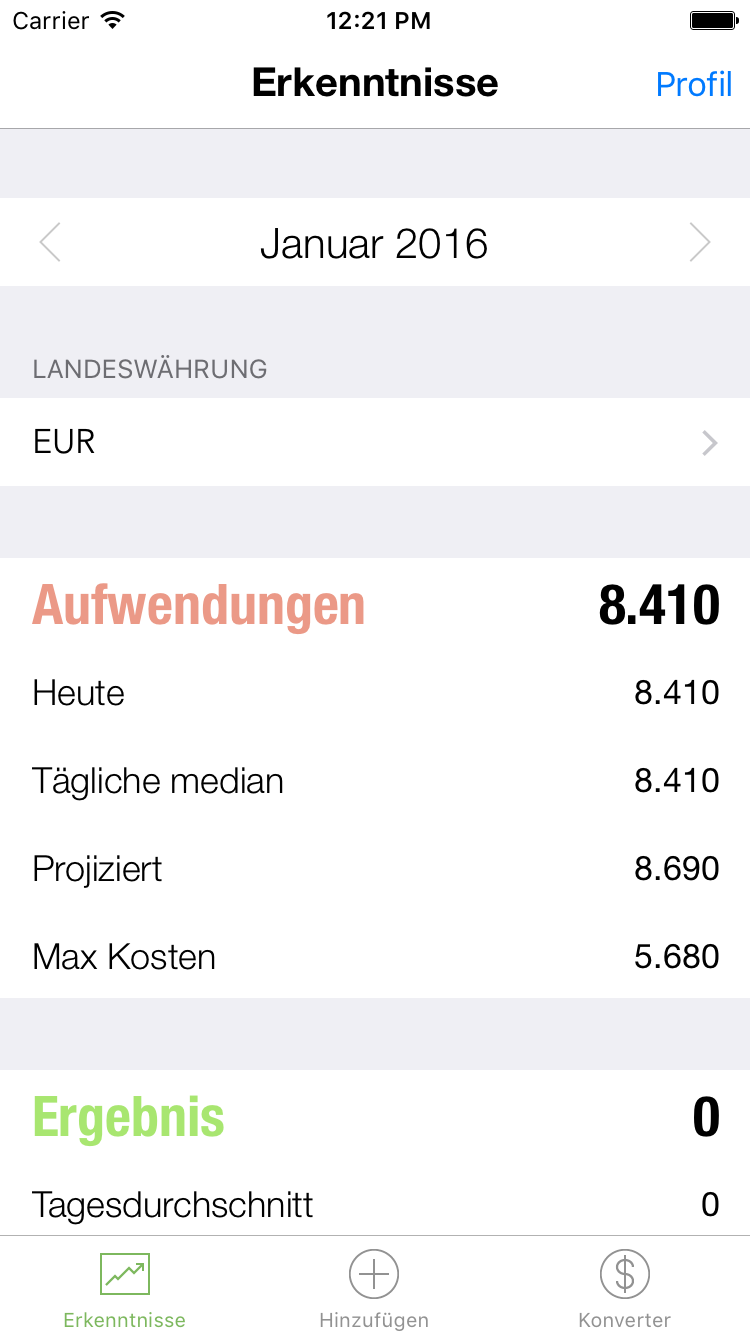 Carrier 12:21 PM
Erkenntnisse Profil
Januar 2016
LANDESWÄHRUNG
EUR
Aufwendungen 8.410
Heute 8.410
Tägliche median 8.410
Projiziert 8.690
Max Kosten 5.680
Ergebnis 0
Tagesdurchschnitt 0
$
Erkenntnisse Hinzufügen Konverter